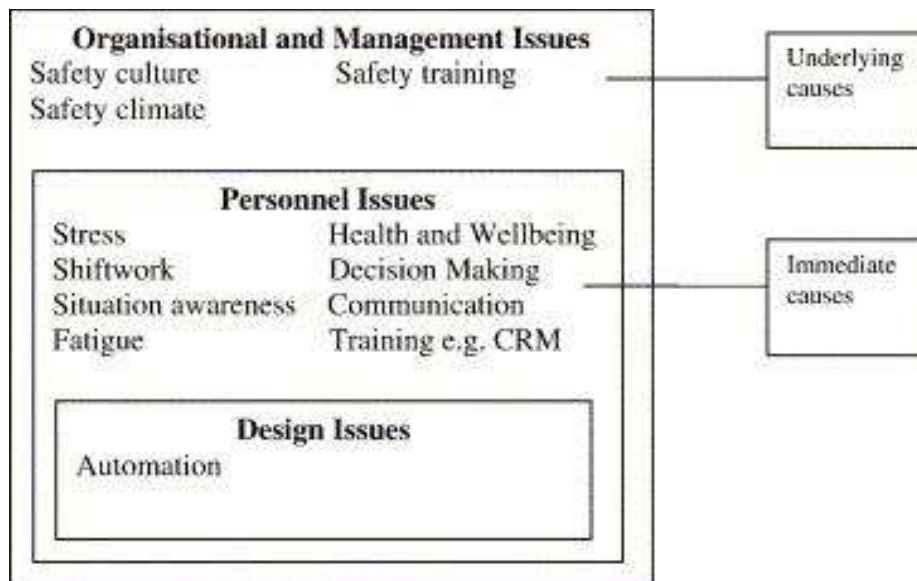 Organisational and Management Issues
Safety culture Safety training
Safety climate
Underlying
causes
Personnel Issues
Stress Health and Wellbeing
Shiftwork Decision Making
Situation awareness Communication
Fatigue Training e.g. CRM
Immediate
causes
Design Issues
Automation